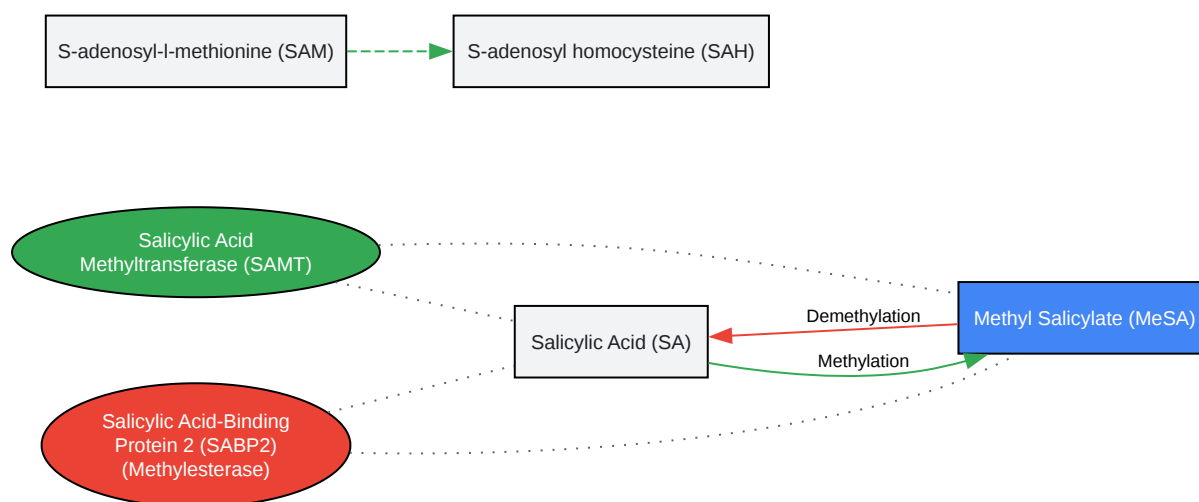 S-adenosyl-l-methionine (SAM)
S-adenosyl homocysteine (SAH)
Salicylic Acid
Methyltransferase (SAMT)
Demethylation
Methyl Salicylate (MeSA)
Salicylic Acid (SA)
Methylation
Salicylic Acid-Binding
Protein 2 (SABP2)
(Methylesterase)